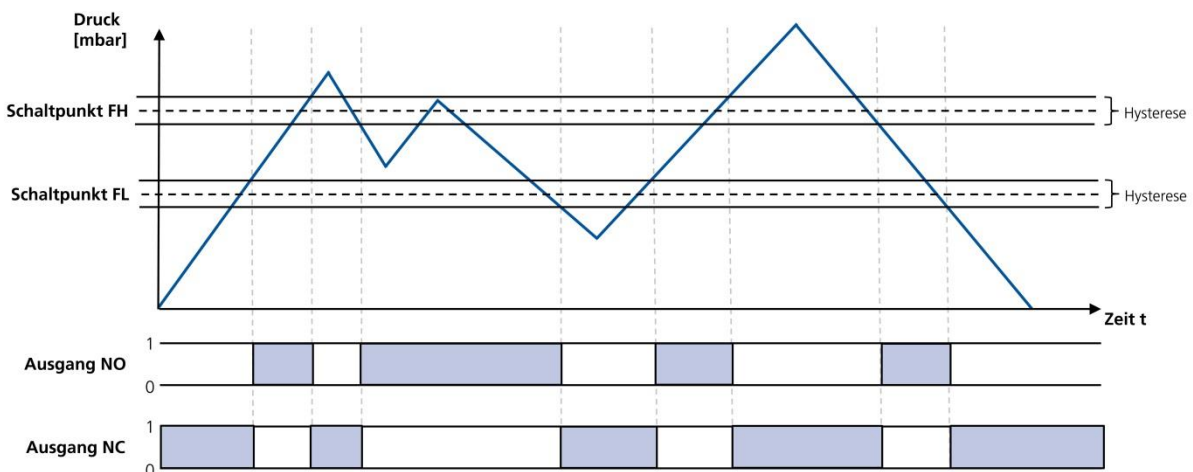 Druck
[mbar]
Schaltpunkt FH
Hysterese
Schaltpunkt FL
Hysterese
Zeit t
1
Ausgang NO
0
1
Ausgang NC
0